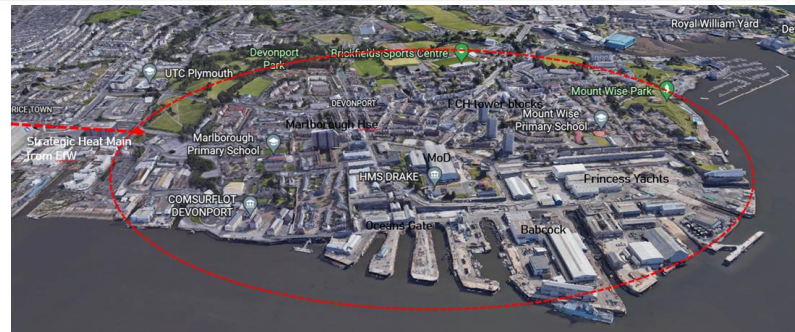 Royal William Yard
De
Devonport
Park
Brickfields Sports Centre
UTC Plymouth
Mount Wise Park
DEVONPORT
ECH tower blocks
RICE TOWN
Marlborough Hse
Mount Wise
Primary School
Strategic Heat Main
from EfW
Marlborough
Primary School
MoD
HMS DRAKE
Princess Yachts
COMSURFLOT
DEVONPORT
Oceans Gate
Babcock